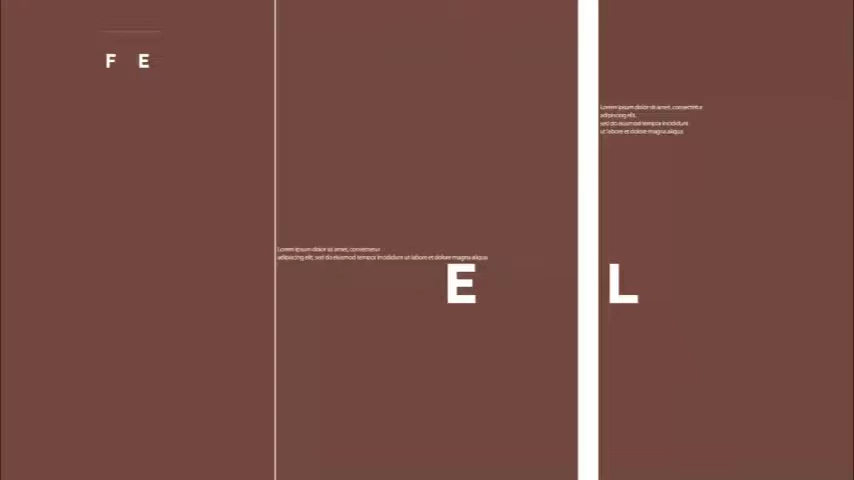 F E
Lorem ipsum dolor sit amet, consectetur
adipiscing elit, sed do eiusmod tempor incididunt ut labore et dolore magna aliqua
E
Lorem ipsum dolor sit amet, consectetur
adipiscing elit,
sed do eiusmod tempor incididunt
ut labore et dolore magna aliqua
L